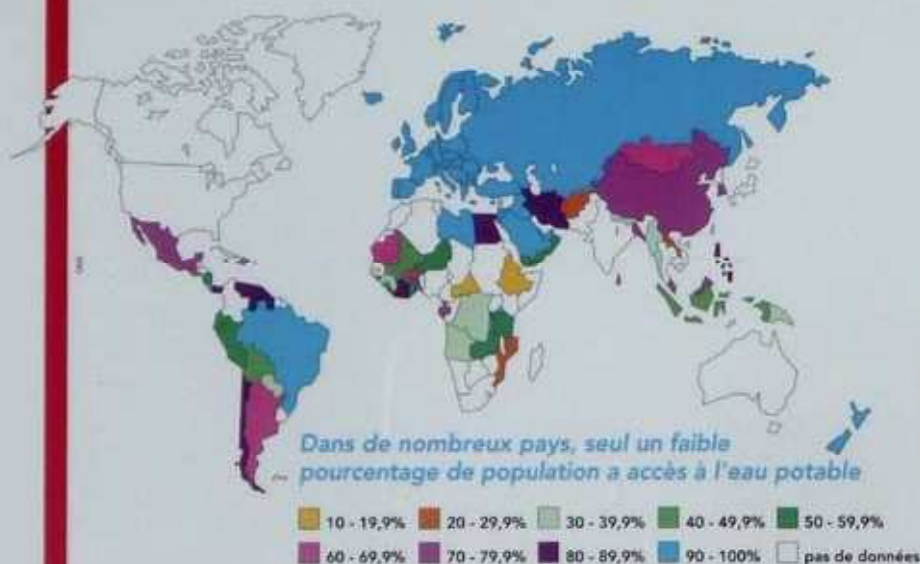 Dans de nombreux pays, seul un faible
pourcentage de population a accès à l'eau potable
10 - 19,9% 20 - 29,9% 30 - 39,9% 40 - 49,9% 50 - 59,9%
60 - 69,9% 70 - 79,9% 80 - 89,9% 90 - 100% pas de données